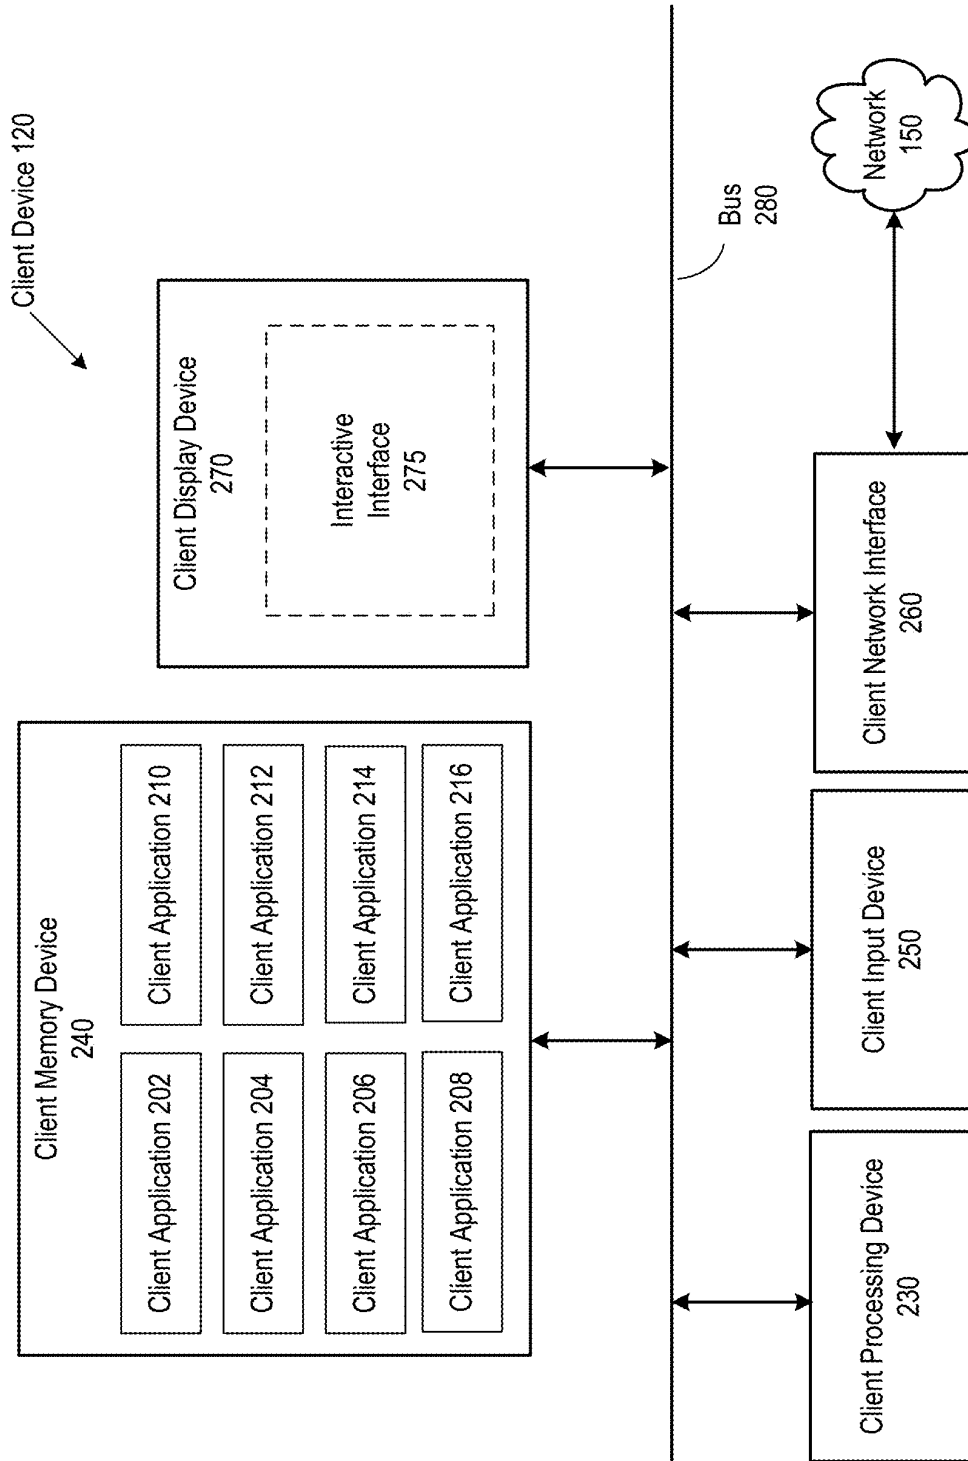 Client Device 120
Client Memory Device
240
Client Application 202
Client Application 210
Client Application 204
Client Application 212
Client Application 206
Client Application 214
Client Application 208
Client Application 216
Client Display Device
270
Interactive
Interface
275
Bus
280
Client Processing Device
230
Client Input Device
250
Client Network Interface
260
Network
150